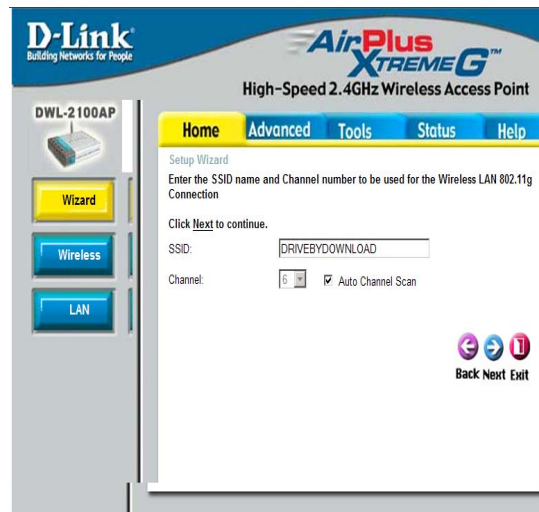 D-Link
Building Networks for People
AirPlus
XTREME G™
High-Speed 2.4GHz Wireless Access Point
DWL-2100AP
Home Advanced Tools Status Help
Wizard
Wireless
LAN
Setup Wizard
Enter the SSID name and Channel number to be used for the Wireless LAN 802.11g
Connection
Click Next to continue.
SSID: DRIVEBYDOWNLOAD
Channel: 6 Auto Channel Scan
Back Next Exit